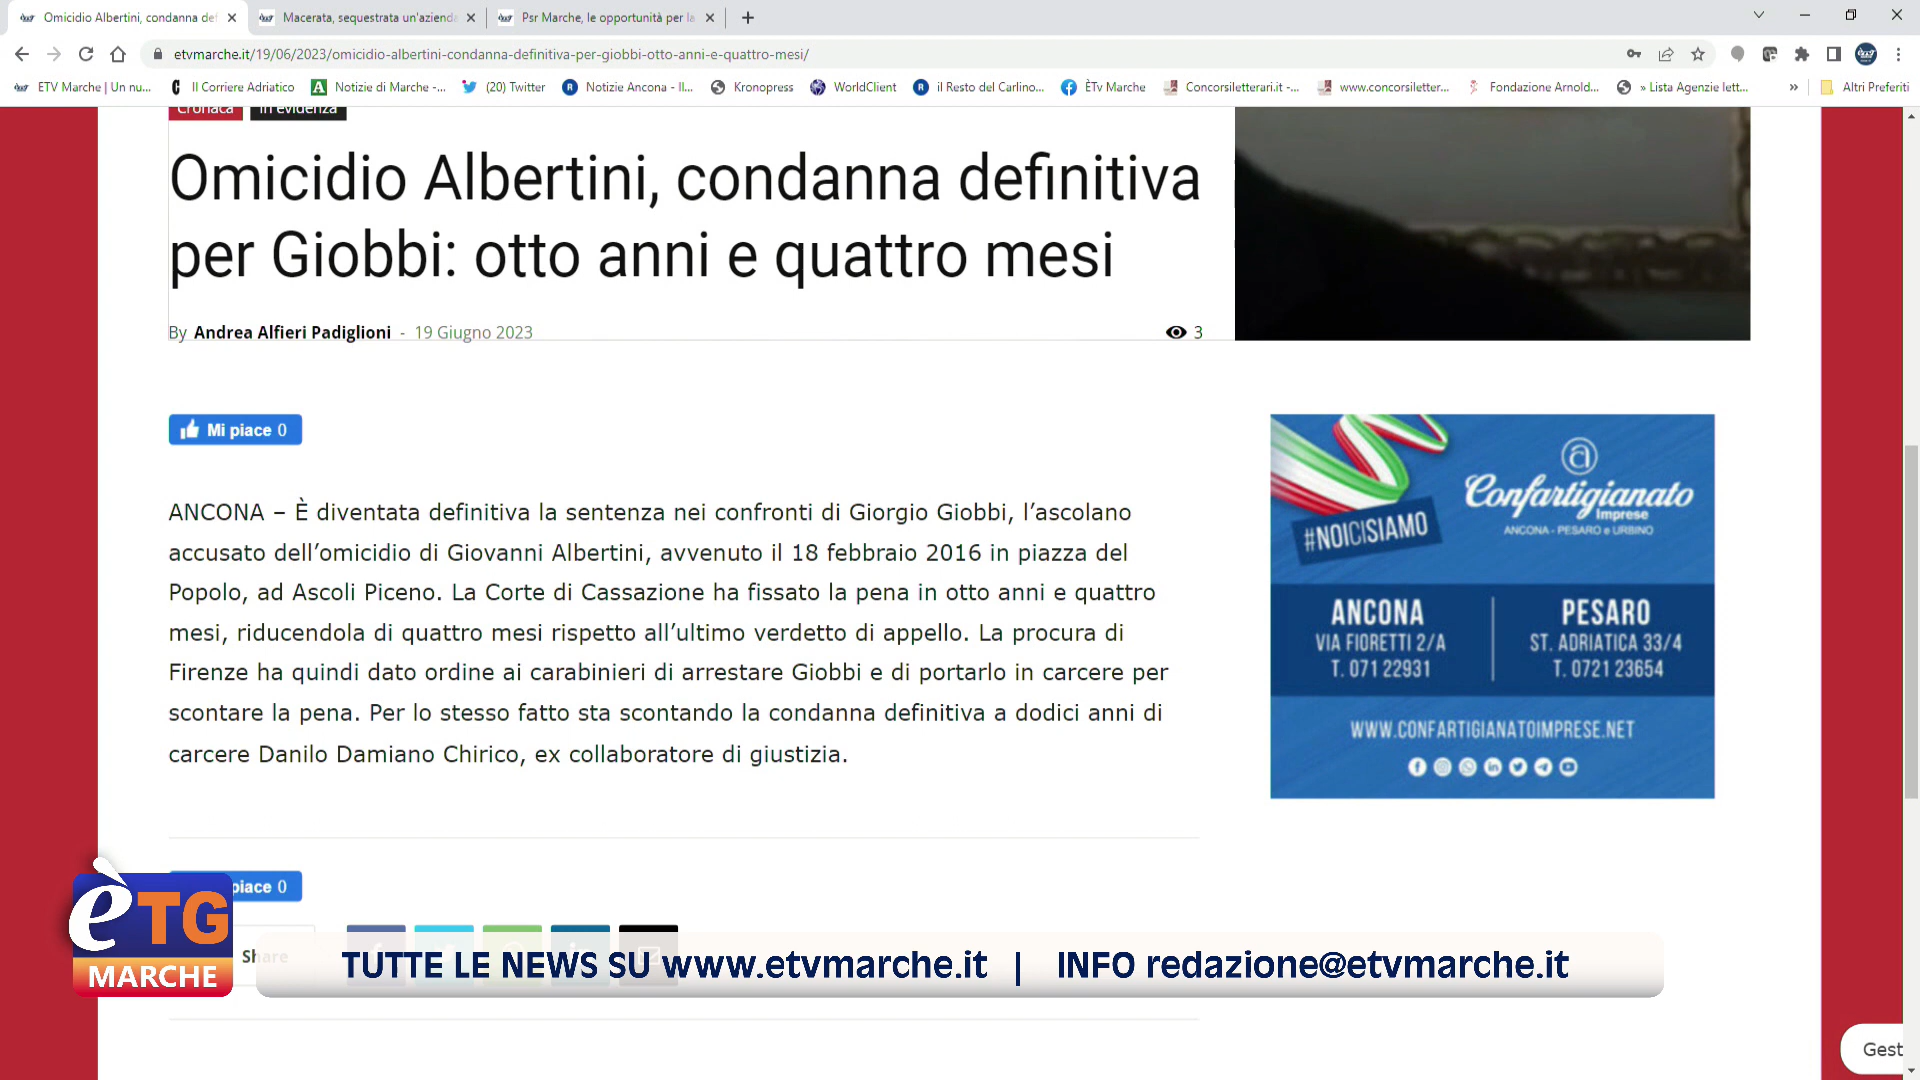 Omicidio Albertini, condanna def
Macerata, sequestrata un'azienda
Psr Marche, le opportunità per la
etvmarche.it/19/06/2023/omicidio-albertini-condanna-definitiva-per-giobbi-otto-anni-e-quattro-mesi/
ETV Marche | Un nu...
Il Corriere Adriatico
Notizie di Marche -...
(20) Twitter
Notizie Ancona - Il...
Kronopress
WorldClient
il Resto del Carlino...
ÈTv Marche
Concorsiletterari.it -...
www.concorsiletter...
Fondazione Arnold...
» Lista Agenzie lett...
»
Altri Preferiti
Cronaca
In evidenza
Omicidio Albertini, condanna definitiva
per Giobbi: otto anni e quattro mesi
By Andrea Alfieri Padiglioni - 19 Giugno 2023
3
Mi piace 0
ANCONA – È diventata definitiva la sentenza nei confronti di Giorgio Giobbi, l’ascolano
accusato dell’omicidio di Giovanni Albertini, avvenuto il 18 febbraio 2016 in piazza del
Popolo, ad Ascoli Piceno. La Corte di Cassazione ha fissato la pena in otto anni e quattro
mesi, riducendola di quattro mesi rispetto all’ultimo verdetto di appello. La procura di
Firenze ha quindi dato ordine ai carabinieri di arrestare Giobbi e di portarlo in carcere per
scontare la pena. Per lo stesso fatto sta scontando la condanna definitiva a dodici anni di
carcere Danilo Damiano Chirico, ex collaboratore di giustizia.
#NOICISIAMO
Confartigianato
Imprese
ANCONA - PESARO e URBINO
ANCONA
VIA FIORETTI 2/A
T. 071 22931
PESARO
ST. ADRIATICA 33/4
T. 0721 23654
WWW.CONFARTIGIANATOIMPRESE.NET
piace 0
Share
èTG
MARCHE
TUTTE LE NEWS SU www.etvmarche.it | INFO redazione@etvmarche.it
Gest